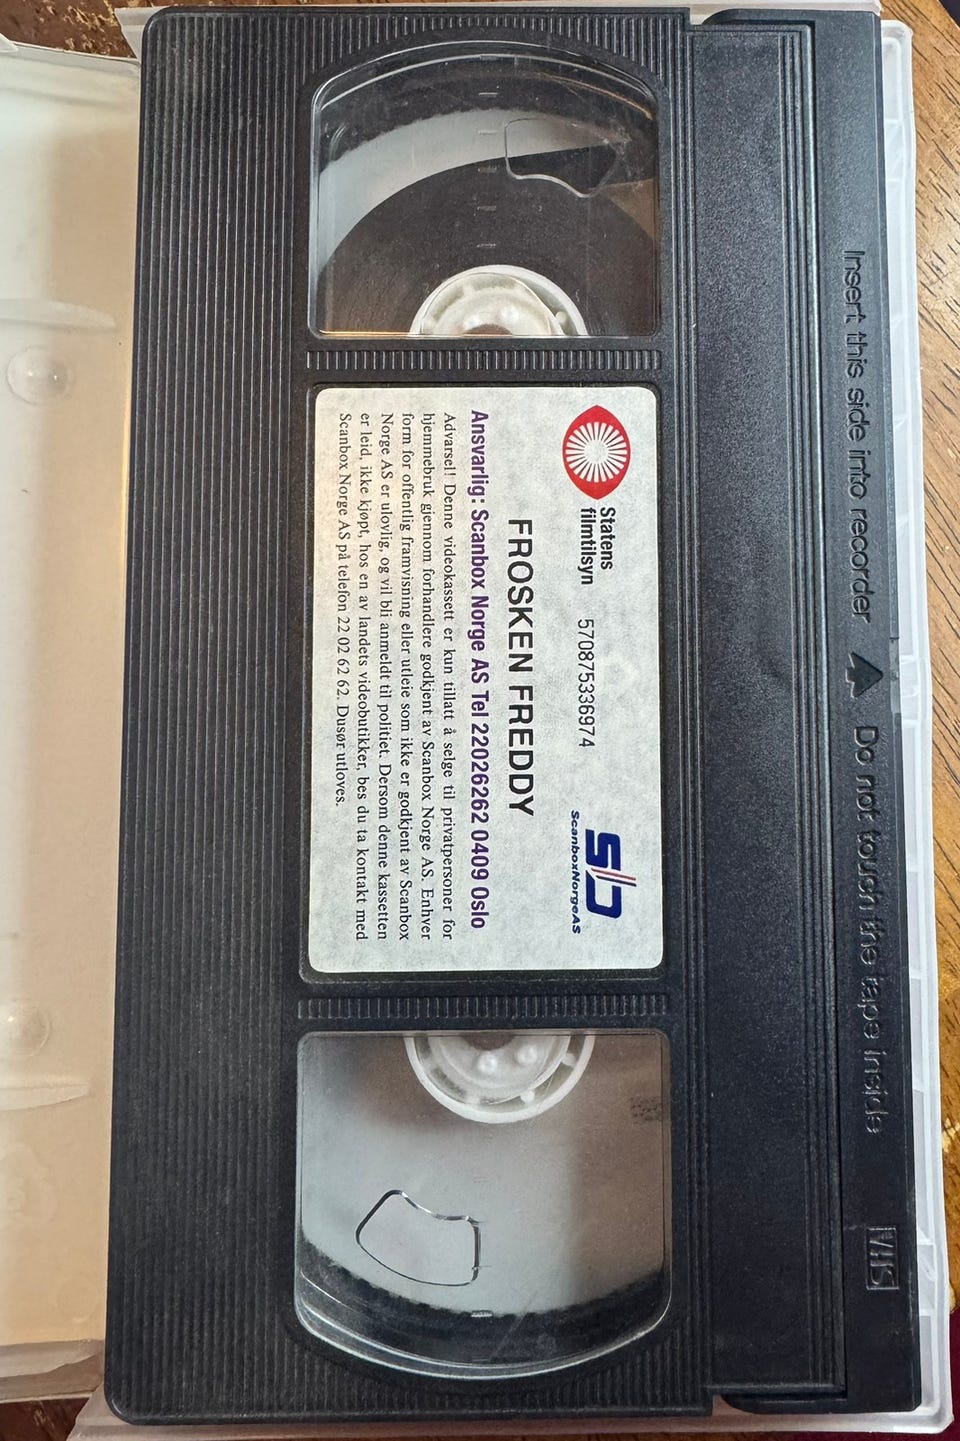 Insert this side into recorder Do not touch the tape inside
VHS
Statens
filmtilsyn
570875336974
ScanboxNorgeAS
FROSKEN FREDDY
Ansvarlig: Scanbox Norge AS Tel 22026262 0409 Oslo
Advarsel! Denne videokassett er kun tillatt å selge til privatpersoner for
hjemmebruk gjennom forhandlere godkjent av Scanbox Norge AS. Enhver
form for offentlig framvisning eller utleie som ikke er godkjent av Scanbox
Norge AS er ulovlig, og vil bli anmeldt til politiet. Dersom denne kassetten
er leid, ikke kjøpt, hos en av landets videobutikker, bes du ta kontakt med
Scanbox Norge AS på telefon 22 02 62 62. Dusør utloves.